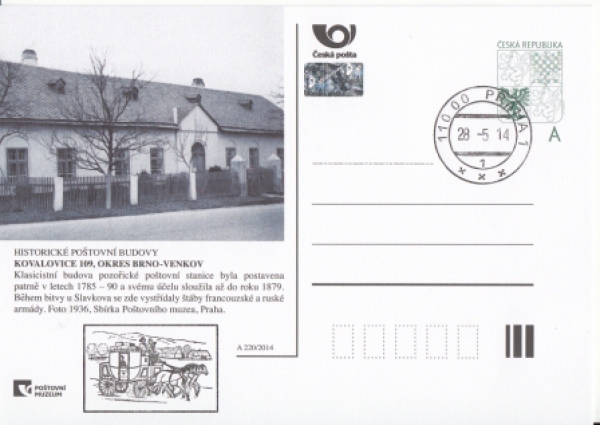 Česká pošta
ČESKÁ REPUBLIKA
A
11000 PRAHA 1
28 -5 14
1
HISTORICKÉ POŠTOVNÍ BUDOVY
KOVALOVICE 109, OKRES BRNO-VENKOV
Klasicistní budova pozořické poštovní stanice byla postavena
patrně v letech 1785 – 90 a svému účelu sloužila až do roku 1879.
Během bitvy u Slavkova se zde vystřídaly štáby francouzské a ruské
armády. Foto 1936, Sbírka Poštovního muzea, Praha.
A 220/2014
POŠTOVNÍ
MUZEUM